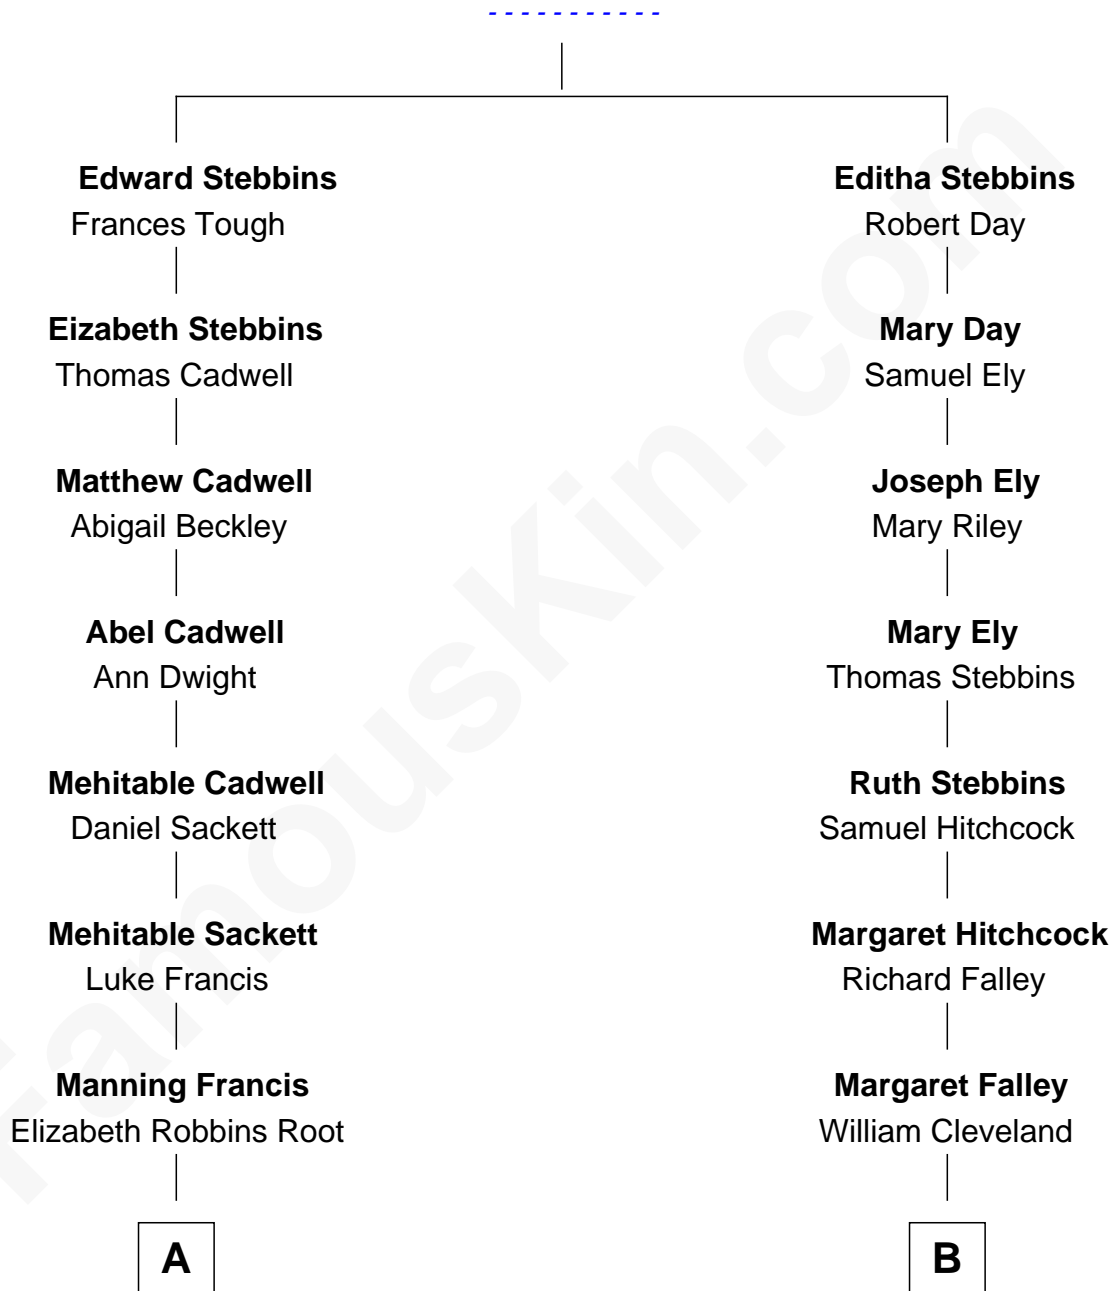 - - - - - - - - - - -
Edward Stebbins
Frances Tough
Eizabeth Stebbins
Thomas Cadwell
Matthew Cadwell
Abigail Beckley
Abel Cadwell
Ann Dwight
Mehitable Cadwell
Daniel Sackett
Mehitable Sackett
Luke Francis
Manning Francis
Elizabeth Robbins Root
A
Editha Stebbins
Robert Day
Mary Day
Samuel Ely
Joseph Ely
Mary Riley
Mary Ely
Thomas Stebbins
Ruth Stebbins
Samuel Hitchcock
Margaret Hitchcock
Richard Falley
Margaret Falley
William Cleveland
B
FamousKin.com